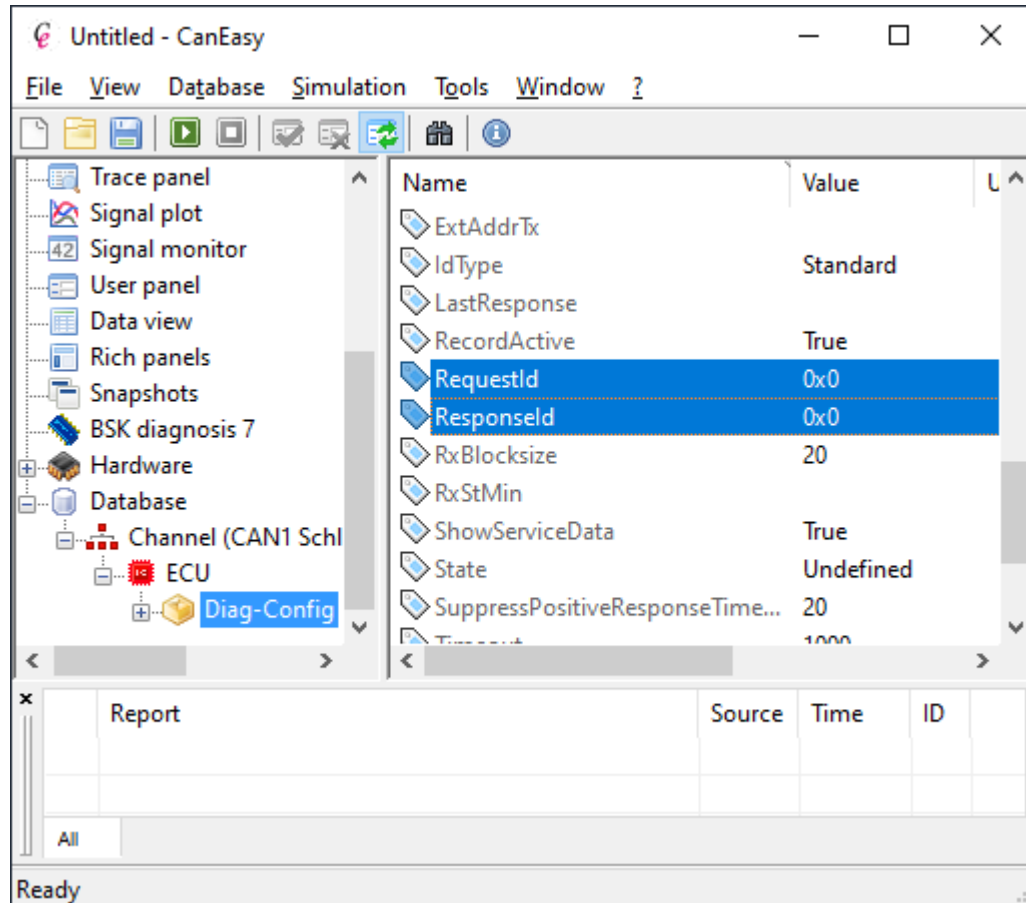 Untitled - CanEasy
File View Database Simulation Tools Window ?
Trace panel
Signal plot
42 Signal monitor
User panel
Data view
Rich panels
Snapshots
BSK diagnosis 7
Hardware
Database
Channel (CAN1 Schl
ECU
Diag-Config
Name Value U
ExtAddrTx
IdType Standard
LastResponse
RecordActive True
RequestId 0x0
ResponseId 0x0
RxBlocksize 20
RxStMin
ShowServiceData True
State Undefined
SuppressPositiveResponseTime... 20
Timeout 1000
Report Source Time ID
All
Ready